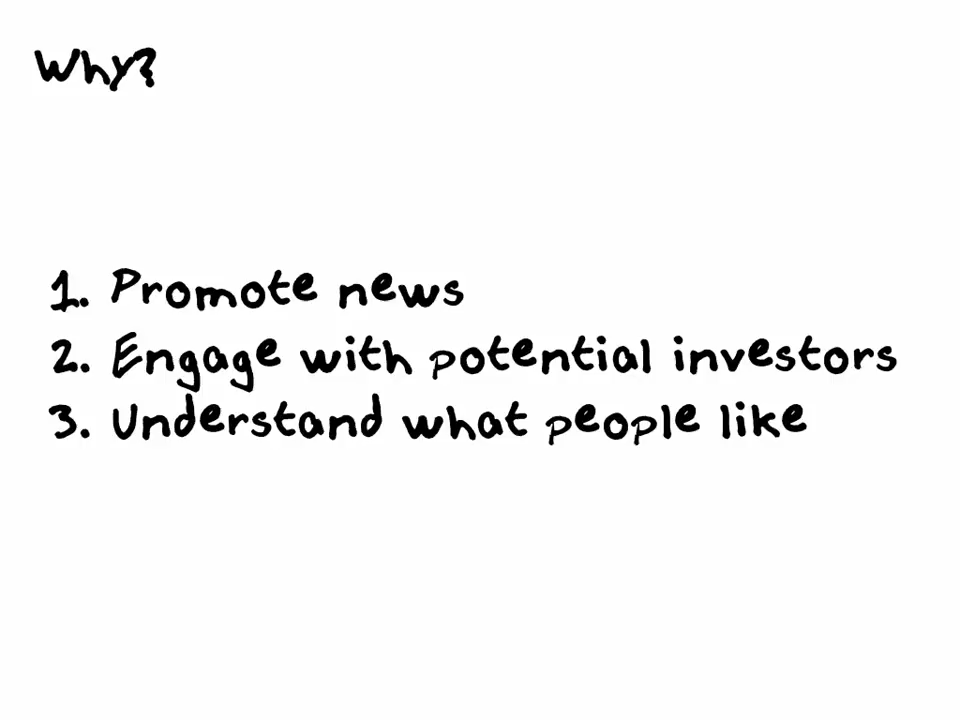 Why?
1. Promote news
2. Engage with potential investors
3. Understand what people like